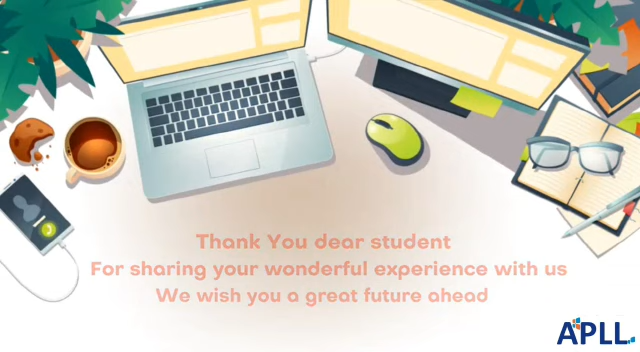 Thank You dear student
For sharing your wonderful experience with us
We wish you a great future ahead
APLL